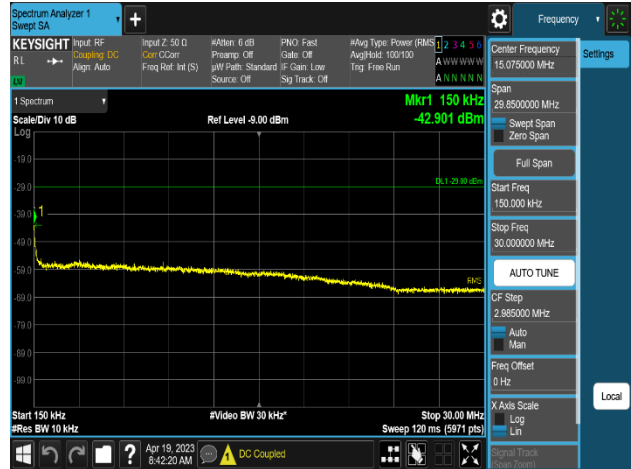 Spectrum Analyzer 1
Swept SA
Frequency
KEYSIGHT
Input: RF
Input Z: 50 Ω
#Atten: 6 dB
PNO: Fast
#Avg Type: Power (RMS
1 2 3 4 5 6
RL
Coupling: DC
Corr CCorr
Preamp: Off
Gate: Off
Avg|Hold: 100/100
A W W W W W
Align: Auto
Freq Ref: Int (S)
µW Path: Standard
IF Gain: Low
Trig: Free Run
Source: Off
Sig Track: Off
A N N N N N
LW
1 Spectrum
Mkr1 150 kHz
Scale/Div 10 dB
Ref Level -9.00 dBm
-42.901 dBm
Log
-19.0
DL1 -29.00 dBm
-29.0
1
-39.0
-49.0
-59.0
RMS
-69.0
-79.0
-89.0
-99.0
Start 150 kHz
#Video BW 30 kHz*
Stop 30.00 MHz
#Res BW 10 kHz
Sweep 120 ms (5971 pts)
Center Frequency
15.075000 MHz
Settings
Span
29.8500000 MHz
Swept Span
Zero Span
Full Span
Start Freq
150.000 kHz
Stop Freq
30.000000 MHz
AUTO TUNE
CF Step
2.985000 MHz
Auto
Man
Freq Offset
0 Hz
Local
X Axis Scale
Log
Lin
Signal Track
(Span Zoom)
?
Apr 19, 2023
8:42:20 AM
DC Coupled